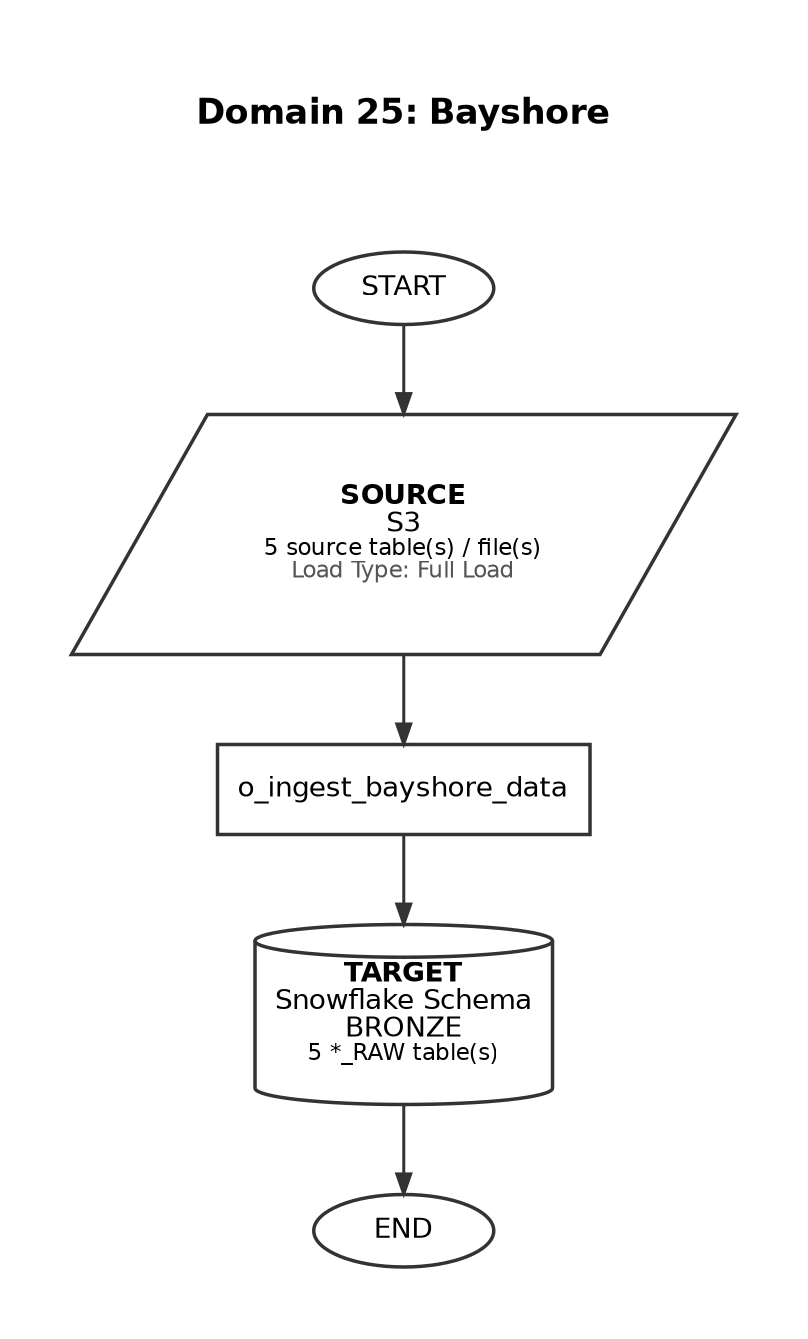 Domain 25: Bayshore
START
SOURCE
S3
5 source table(s) / file(s)
Load Type: Full Load
o_ingest_bayshore_data
TARGET
Snowflake Schema
BRONZE
5 *_RAW table(s)
END